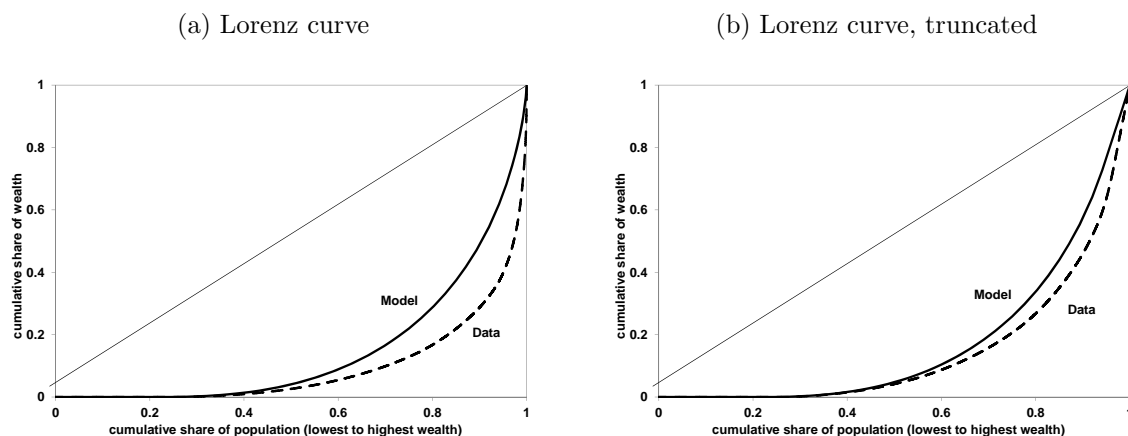 (a) Lorenz curve
(b) Lorenz curve, truncated
1
0.8
0.6
0.4
0.2
0
cumulative share of wealth
Model
Data
0 0.2 0.4 0.6 0.8 1
cumulative share of population (lowest to highest wealth)
1
0.8
0.6
0.4
0.2
0
cumulative share of wealth
Model
Data
0 0.2 0.4 0.6 0.8 1
cumulative share of population (lowest to highest wealth)